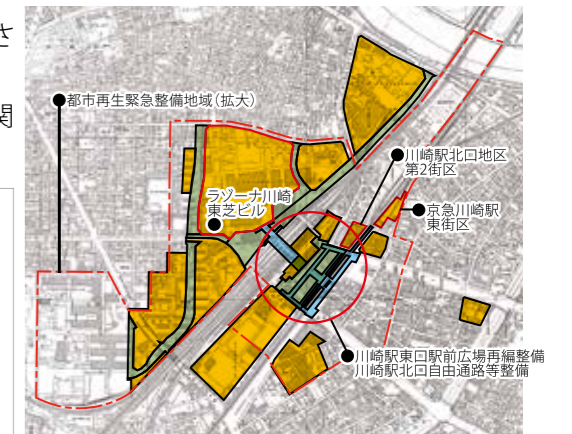 さ
関
都市再生緊急整備地域（拡大）
川崎駅北口地区
第2街区
ラゾーナ川崎
東芝ビル
京急川崎駅
東街区
川崎駅東口駅前広場再編整備
川崎駅北口自由通路等整備